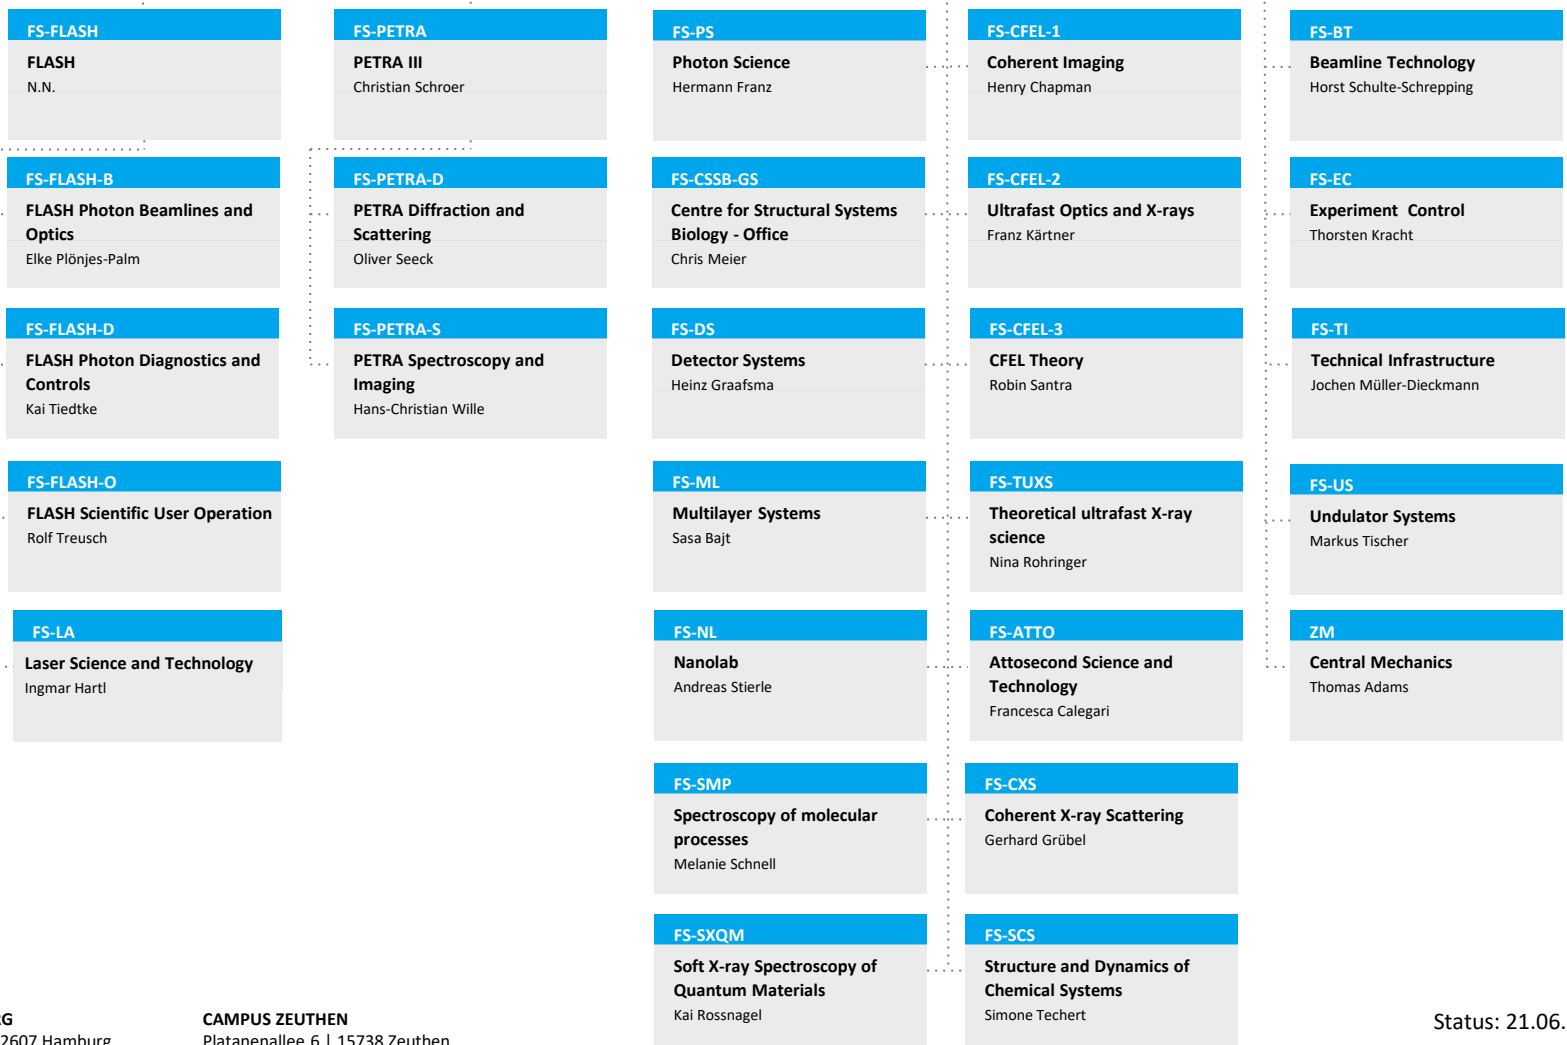 FS-FLASH
FLASH
N.N.
FS-FLASH-B
FLASH Photon Beamlines and
Optics
Elke Plönjes-Palm
FS-FLASH-D
FLASH Photon Diagnostics and
Controls
Kai Tiedtke
FS-FLASH-O
FLASH Scientific User Operation
Rolf Treusch
FS-LA
Laser Science and Technology
Ingmar Hartl
FS-PETRA
PETRA III
Christian Schroer
FS-PETRA-D
PETRA Diffraction and
Scattering
Oliver Seeck
FS-PETRA-S
PETRA Spectroscopy and
Imaging
Hans-Christian Wille
FS-PS
Photon Science
Hermann Franz
FS-CSSB-GS
Centre for Structural Systems
Biology - Office
Chris Meier
FS-DS
Detector Systems
Heinz Graafsma
FS-ML
Multilayer Systems
Sasa Bajt
FS-NL
Nanolab
Andreas Stierle
FS-SMP
Spectroscopy of molecular
processes
Melanie Schnell
FS-SXQM
Soft X-ray Spectroscopy of
Quantum Materials
Kai Rossnagel
FS-CFEL-1
Coherent Imaging
Henry Chapman
FS-CFEL-2
Ultrafast Optics and X-rays
Franz Kärtner
FS-CFEL-3
CFEL Theory
Robin Santra
FS-TUXS
Theoretical ultrafast X-ray
science
Nina Rohringer
FS-ATTO
Attosecond Science and
Technology
Francesca Calegari
FS-CXS
Coherent X-ray Scattering
Gerhard Grübel
FS-SCS
Structure and Dynamics of
Chemical Systems
Simone Techert
FS-BT
Beamline Technology
Horst Schulte-Schrepping
FS-EC
Experiment Control
Thorsten Kracht
FS-TI
Technical Infrastructure
Jochen Müller-Dieckmann
FS-US
Undulator Systems
Markus Tischer
ZM
Central Mechanics
Thomas Adams
RG
2607 Hamburg
CAMPUS ZEUTHEN
Platanenallee 6 | 15738 Zeuthen
Status: 21.06.